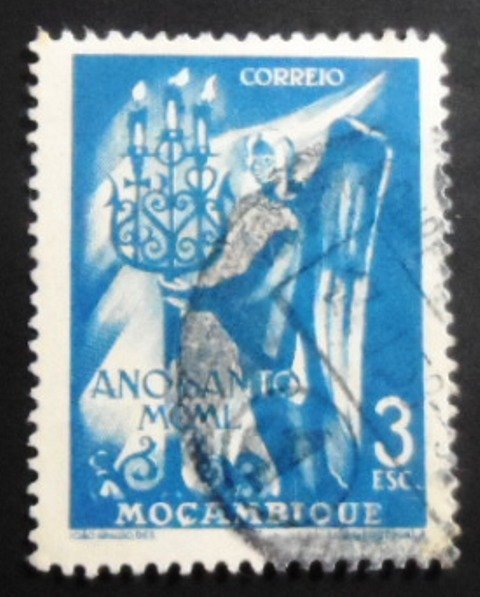 CORREIO
ANO SANTO
MCML
3
ESC.
MOÇAMBIQUE